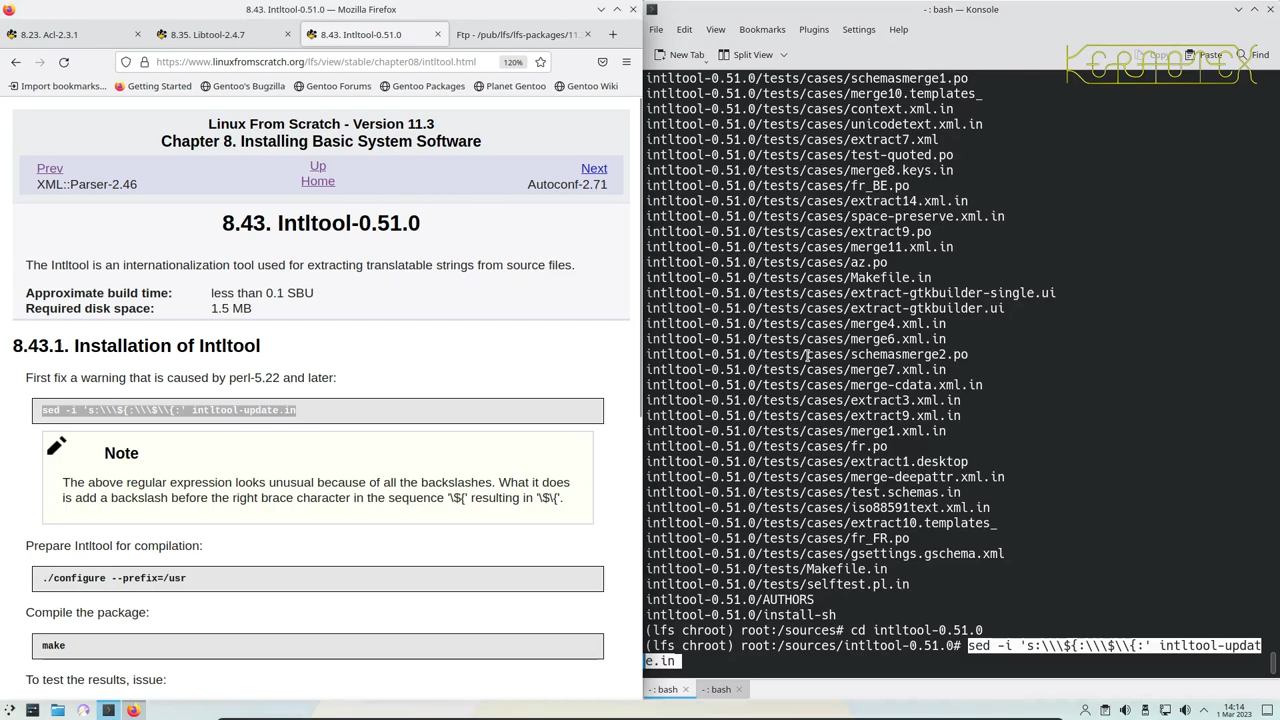 8.43. Intltool-0.51.0 — Mozilla Firefox
8.23. Acl-2.3.1
8.35. Libtool-2.4.7
8.43. Intltool-0.51.0
Ftp - /pub/lfs/lfs-packages/11.
https://www.linuxfromscratch.org/lfs/view/stable/chapter08/intltool.html
120%
Import bookmarks...
Getting Started
Gentoo's Bugzilla
Gentoo Forums
Gentoo Packages
Planet Gentoo
Gentoo Wiki
Linux From Scratch - Version 11.3
Chapter 8. Installing Basic System Software
Prev
Up
Next
XML::Parser-2.46
Home
Autoconf-2.71
8.43. Intltool-0.51.0
The Intltool is an internationalization tool used for extracting translatable strings from source files.
Approximate build time: less than 0.1 SBU
Required disk space: 1.5 MB
8.43.1. Installation of Intltool
First fix a warning that is caused by perl-5.22 and later:
sed -i 's:\\\${:\\\$\\{:' intltool-update.in
Note
The above regular expression looks unusual because of all the backslashes. What it does
is add a backslash before the right brace character in the sequence '\${' resulting in '\$\{'.
Prepare Intltool for compilation:
./configure --prefix=/usr
Compile the package:
make
To test the results, issue:
- : bash — Konsole
File
Edit
View
Bookmarks
Plugins
Settings
Help
New Tab
Split View
Copy
Paste
Find
KERNOTEX
intltool-0.51.0/tests/cases/schemasmerge1.po
intltool-0.51.0/tests/cases/merge10.templates_
intltool-0.51.0/tests/cases/context.xml.in
intltool-0.51.0/tests/cases/unicodetext.xml.in
intltool-0.51.0/tests/cases/extract7.xml
intltool-0.51.0/tests/cases/test-quoted.po
intltool-0.51.0/tests/cases/merge8.keys.in
intltool-0.51.0/tests/cases/fr_BE.po
intltool-0.51.0/tests/cases/extract14.xml.in
intltool-0.51.0/tests/cases/space-preserve.xml.in
intltool-0.51.0/tests/cases/extract9.po
intltool-0.51.0/tests/cases/merge11.xml.in
intltool-0.51.0/tests/cases/az.po
intltool-0.51.0/tests/cases/Makefile.in
intltool-0.51.0/tests/cases/extract-gtkbuilder-single.ui
intltool-0.51.0/tests/cases/extract-gtkbuilder.ui
intltool-0.51.0/tests/cases/merge4.xml.in
intltool-0.51.0/tests/cases/merge6.xml.in
intltool-0.51.0/tests/cases/schemasmerge2.po
intltool-0.51.0/tests/cases/merge7.xml.in
intltool-0.51.0/tests/cases/merge-cdata.xml.in
intltool-0.51.0/tests/cases/extract3.xml.in
intltool-0.51.0/tests/cases/extract9.xml.in
intltool-0.51.0/tests/cases/merge1.xml.in
intltool-0.51.0/tests/cases/fr.po
intltool-0.51.0/tests/cases/extract1.desktop
intltool-0.51.0/tests/cases/merge-deepattr.xml.in
intltool-0.51.0/tests/cases/test.schemas.in
intltool-0.51.0/tests/cases/iso88591text.xml.in
intltool-0.51.0/tests/cases/extract10.templates_
intltool-0.51.0/tests/cases/fr_FR.po
intltool-0.51.0/tests/cases/gsettings.gschema.xml
intltool-0.51.0/tests/Makefile.in
intltool-0.51.0/tests/selftest.pl.in
intltool-0.51.0/AUTHORS
intltool-0.51.0/install-sh
(lfs chroot) root:/sources# cd intltool-0.51.0
(lfs chroot) root:/sources/intltool-0.51.0# sed -i 's:\\\${:\\\$\\{:' intltool-updat
e.in
- : bash
- : bash
14:14
1 Mar 2023